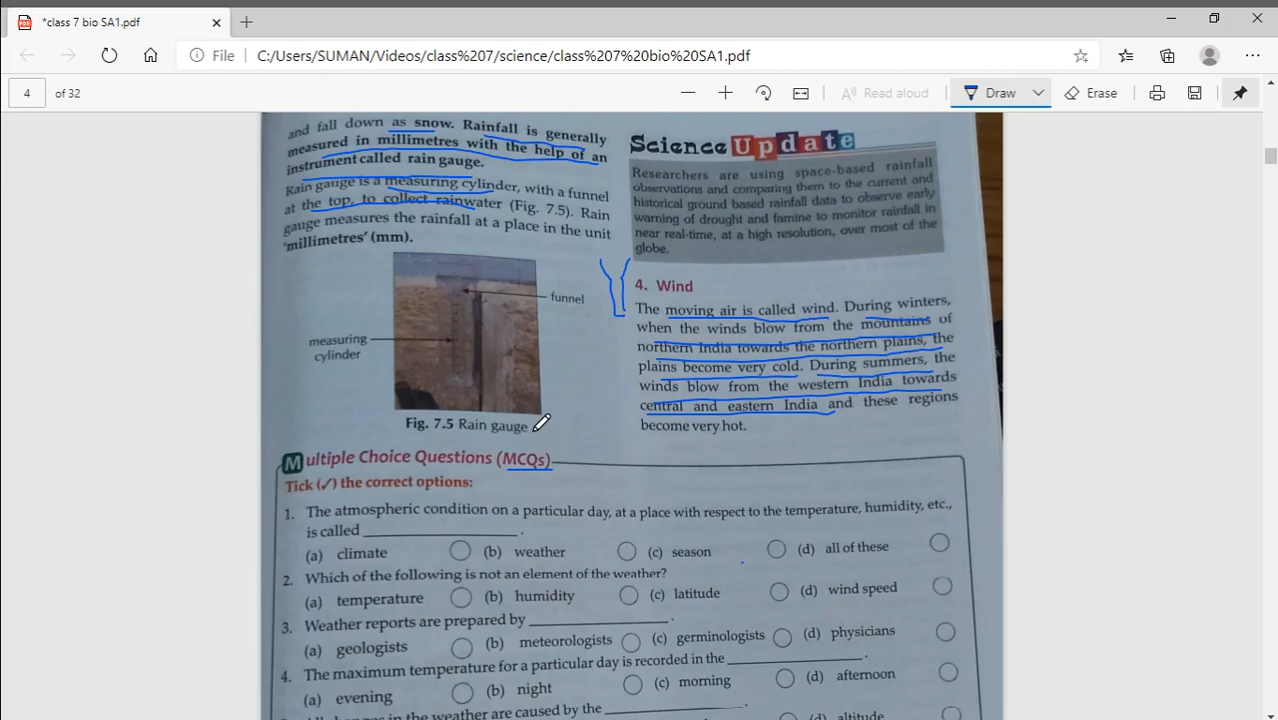 *class 7 bio SA1.pdf
File
C:/Users/SUMAN/Videos/class%207/science/class%207%20bio%20SA1.pdf
4 of 32
Read aloud
Draw
Erase
and fall down as snow. Rainfall is generally
measured in millimetres with the help of an
instrument called rain gauge.
Rain gauge is a measuring cylinder, with a funnel
at the top, to collect rainwater (Fig. 7.5). Rain
gauge measures the rainfall at a place in the unit
'millimetres' (mm).
funnel
measuring
cylinder
Fig. 7.5 Rain gauge
Science Update
Researchers are using space-based rainfall
observations and comparing them to the current and
historical ground based rainfall data to observe early
warning of drought and famine to monitor rainfall in
near real-time, at a high resolution, over most of the
globe.
4. Wind
The moving air is called wind. During winters,
when the winds blow from the mountains of
northern India towards the northern plains, the
plains become very cold. During summers, the
winds blow from the western India towards
central and eastern India and these regions
become very hot.
Multiple Choice Questions (MCQs)
Tick (✓) the correct options:
1. The atmospheric condition on a particular day, at a place with respect to the temperature, humidity, etc.,
is called ____________________.
(a) climate (b) weather (c) season (d) all of these
2. Which of the following is not an element of the weather?
(a) temperature (b) humidity (c) latitude (d) wind speed
3. Weather reports are prepared by ____________________.
(a) geologists (b) meteorologists (c) germinologists (d) physicians
4. The maximum temperature for a particular day is recorded in the ____________________.
(a) evening (b) night (c) morning (d) afternoon
changes in the weather are caused by the ____________________.
(d) altitude